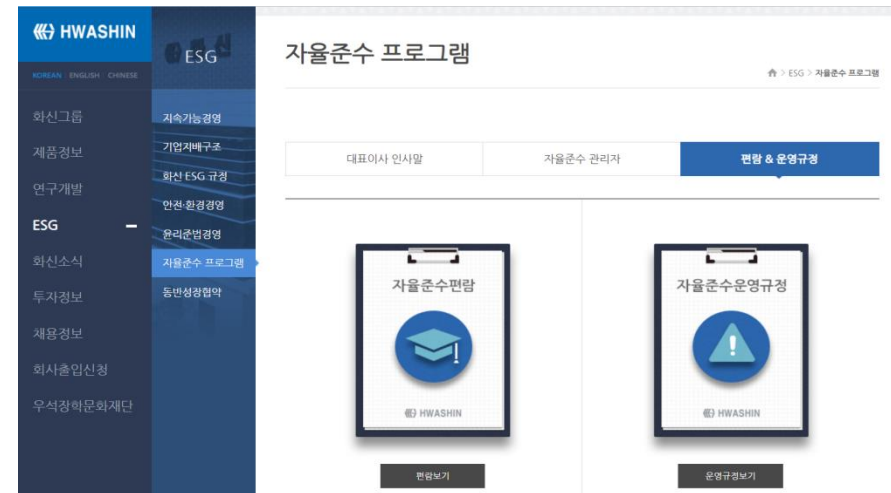 HWASHIN
KOREAN ENGLISH CHINESE
화신그룹
제품정보
연구개발
ESG
화신소식
투자정보
채용정보
회사출입신청
우석장학문화재단
ESG
지속가능경영
기업지배구조
화신 ESG 규정
안전·환경경영
윤리준법경영
자율준수 프로그램
동반성장협약
자율준수 프로그램
> ESG > 자율준수 프로그램
대표이사 인사말
자율준수 관리자
편람 & 운영규정
자율준수편람
HWASHIN
편람보기
자율준수운영규정
HWASHIN
운영규정보기